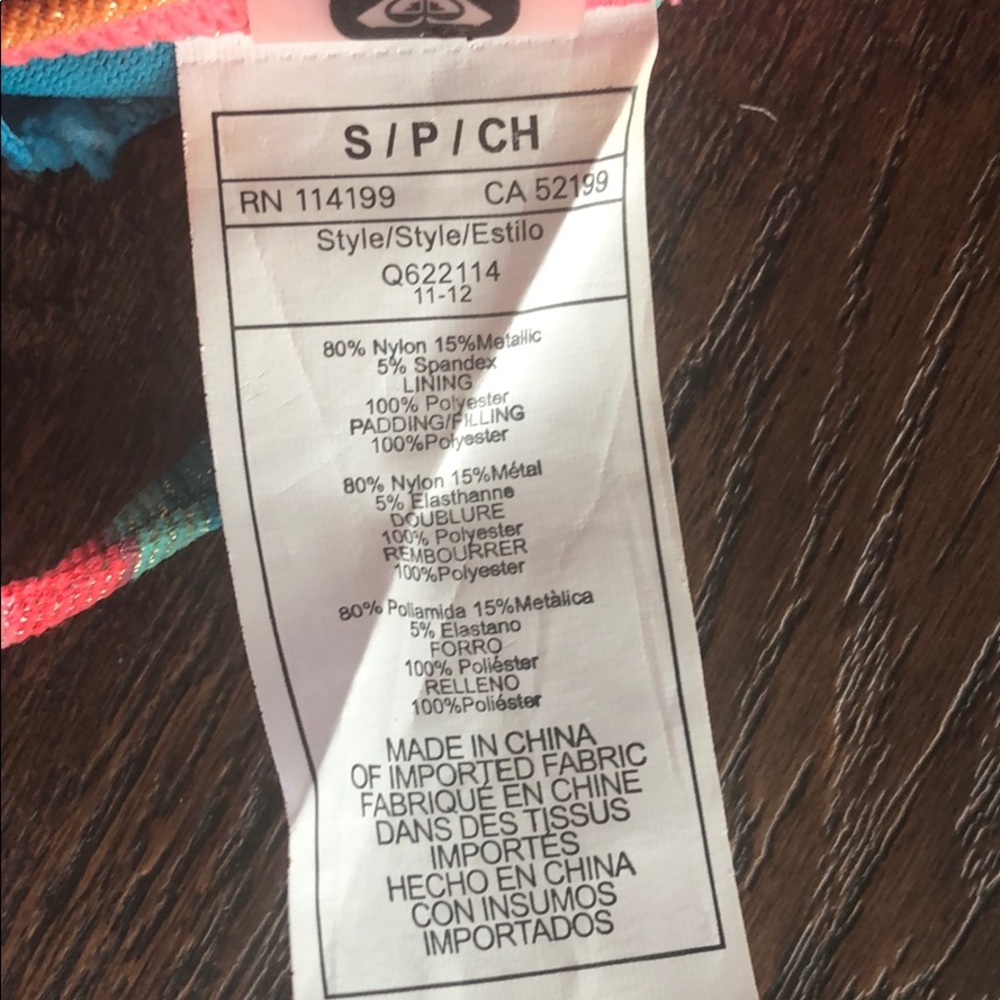 S / P / CH
RN 114199 CA 52199
Style/Style/Estilo
Q622114
11-12
80% Nylon 15%Metallic
5% Spandex
LINING
100% Polyester
PADDING/FILLING
100%Polyester
80% Nylon 15%Métal
5% Elasthanne
DOUBLURE
100% Polyester
REMBOURRER
100%Polyester
80% Poliamida 15%Metàlica
5% Elastano
FORRO
100% Poliéster
RELLENO
100%Poliéster
MADE IN CHINA
OF IMPORTED FABRIC
FABRIQUÉ EN CHINE
DANS DES TISSUS
IMPORTÉS
HECHO EN CHINA
CON INSUMOS
IMPORTADOS